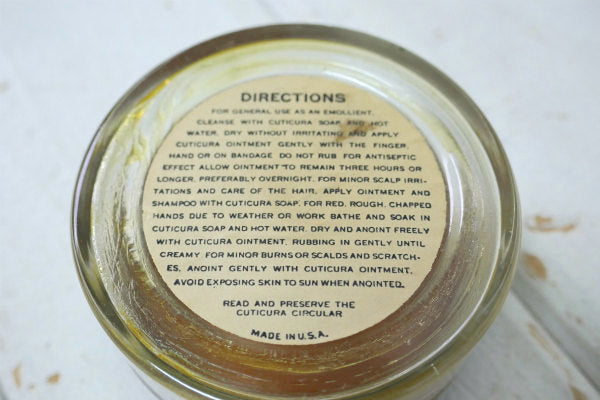 DIRECTIONS
FOR GENERAL USE AS AN EMOLLIENT,
CLEANSE WITH CUTICURA SOAP AND HOT
WATER, DRY WITHOUT IRRITATING AND APPLY
CUTICURA OINTMENT GENTLY WITH THE FINGER,
HAND OR ON BANDAGE. DO NOT RUB. FOR ANTISEPTIC
EFFECT ALLOW OINTMENT TO REMAIN THREE HOURS OR
LONGER, PREFERABLY OVERNIGHT. FOR MINOR SCALP IRRI-
TATIONS AND CARE OF THE HAIR, APPLY OINTMENT AND
SHAMPOO WITH CUTICURA SOAP. FOR RED, ROUGH, CHAPPED
HANDS DUE TO WEATHER OR WORK BATHE AND SOAK IN
CUTICURA SOAP AND HOT WATER. DRY AND ANOINT FREELY
WITH CUTICURA OINTMENT, RUBBING IN GENTLY UNTIL
CREAMY. FOR MINOR BURNS OR SCALDS AND SCRATCH-
ES, ANOINT GENTLY WITH CUTICURA OINTMENT.
AVOID EXPOSING SKIN TO SUN WHEN ANOINTED.
READ AND PRESERVE THE
CUTICURA CIRCULAR
MADE IN U.S.A.